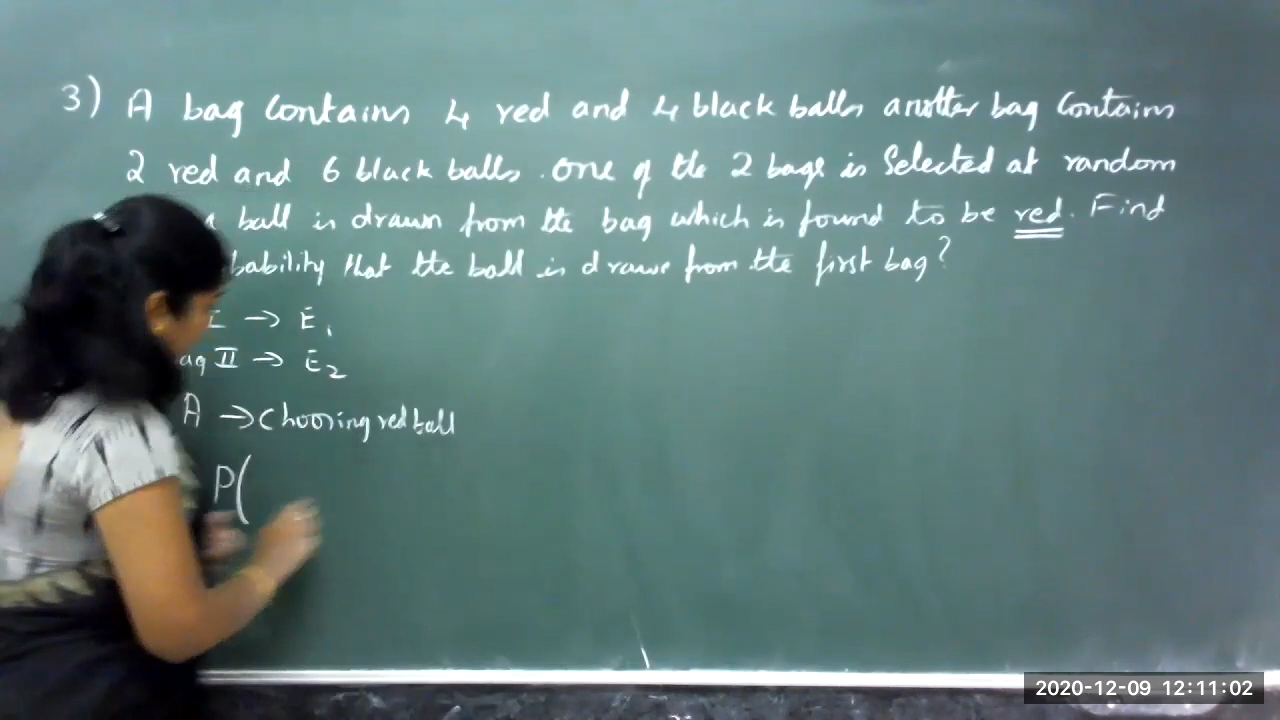 3) A bag Contains 4 red and 4 black balls another bag Contains
2 red and 6 black balls. One of the 2 bags is Selected at random
ball is drawn from the bag which is found to be red. Find
bability that the ball is drawn from the first bag?
I → E1
ag II → E2
A → Choosing red ball
P(
2020-12-09 12:11:02